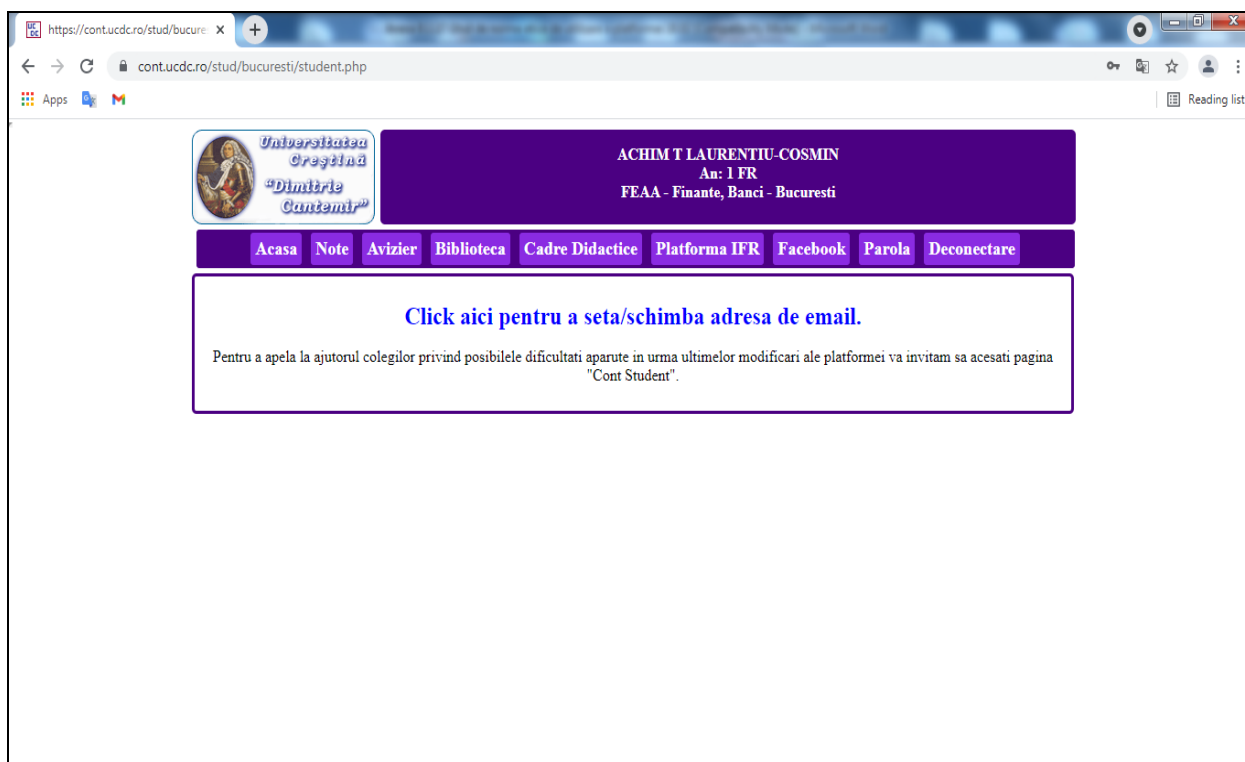 https://cont.ucdc.ro/stud/bucure
cont.ucdc.ro/stud/bucuresti/student.php
Apps
Reading list
Universitatea
Creştină
“Dimitrie
Cantemir”
ACHIM T LAURENTIU-COSMIN
An: 1 FR
FEAA - Finante, Banci - Bucuresti
Acasa Note Avizier Biblioteca Cadre Didactice Platforma IFR Facebook Parola Deconectare
Click aici pentru a seta/schimba adresa de email.
Pentru a apela la ajutorul colegilor privind posibilele dificultati aparute in urma ultimelor modificari ale platformei va invitam sa acesati pagina
"Cont Student".